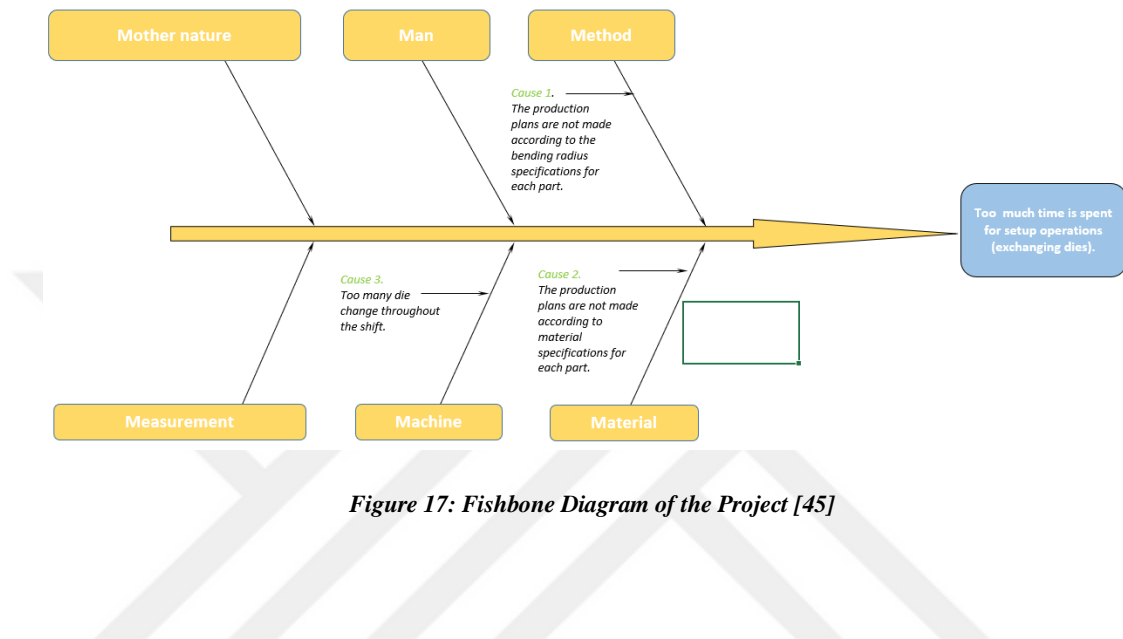 Mother nature
Man
Method
Cause 1.
The production
plans are not made
according to the
bending radius
specifications for
each part.
Too much time is spent
for setup operations
(exchanging dies).
Cause 3.
Too many die
change throughout
the shift.
Cause 2.
The production
plans are not made
according to
material
specifications for
each part.
Measurement
Machine
Material
Figure 17: Fishbone Diagram of the Project [45]